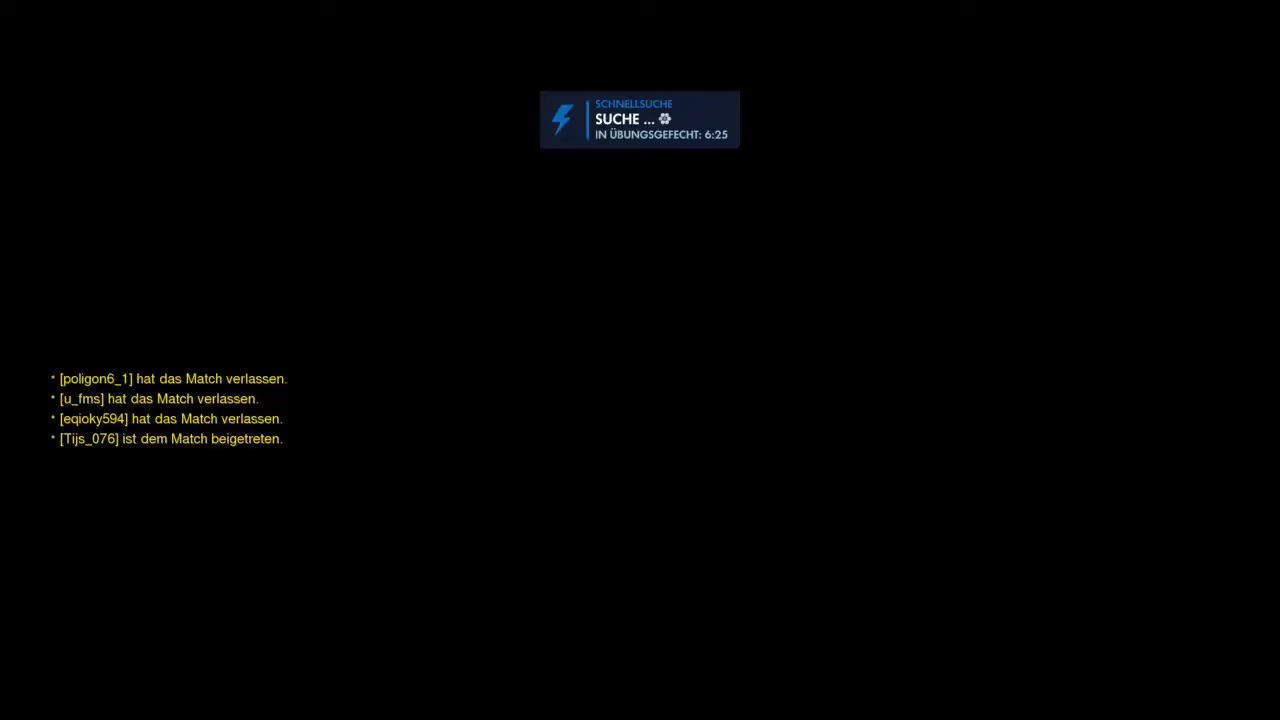 SCHNELLSUCHE
SUCHE ...
IN ÜBUNGSGEFECHT: 6:25
* [poligon6_1] hat das Match verlassen.
* [u_fms] hat das Match verlassen.
* [eqioky594] hat das Match verlassen.
* [Tijs_076] ist dem Match beigetreten.